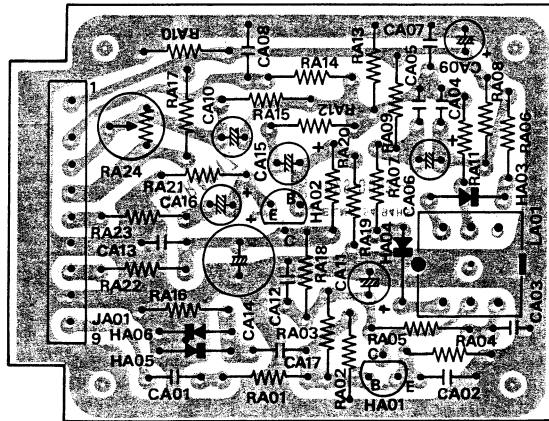 RA10
CA08
RA13
CA07
CA09
CA05
CA04
RA08
RA17
CA10
RA14
RA15
RA12
RA20
RA09
RA06
1
RA24
CA15
RA11
HA03
RA21
CA16
HA02
RA07
CA06
LA01
E
B
C
RA23
CA13
RA22
RA18
CA11
RA19
HA04
CA12
RA16
JA01
9
HA06
HA05
CA14
RA03
CA17
RA05
RA04
CA03
C
CA01
RA01
RA02
B
E
HA01
CA02